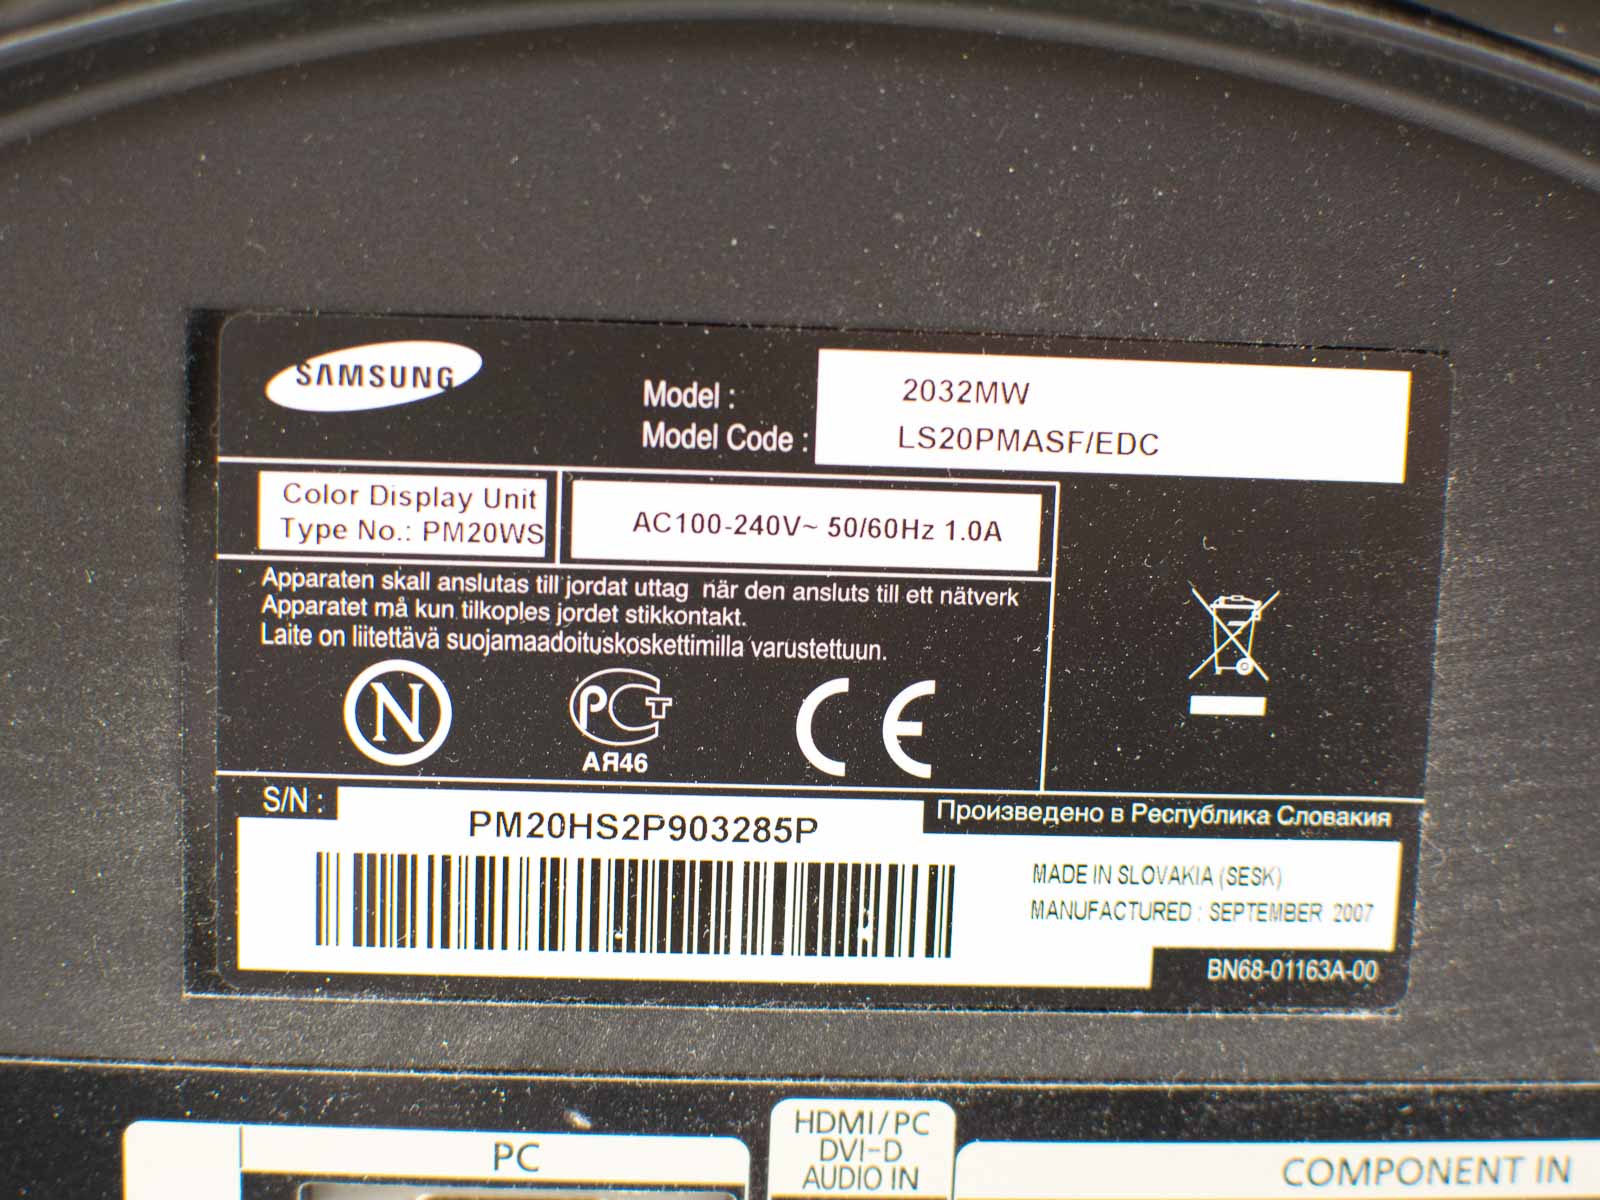 SAMSUNG
Model : 2032MW
Model Code : LS20PMASF/EDC
Color Display Unit
Type No.: PM20WS
AC100-240V~ 50/60Hz 1.0A
Apparaten skall anslutas till jordat uttag när den ansluts till ett nätverk
Apparatet må kun tilkoples jordet stikkontakt.
Laite on liitettävä suojamaadoituskoskettimilla varustettuun.
N
РСТ
АЯ46
CE
S/N : PM20HS2P903285P
Произведено в Республика Словакия
MADE IN SLOVAKIA (SESK)
MANUFACTURED : SEPTEMBER 2007
BN68-01163A-00
PC
HDMI/PC
DVI-D
AUDIO IN
COMPONENT IN